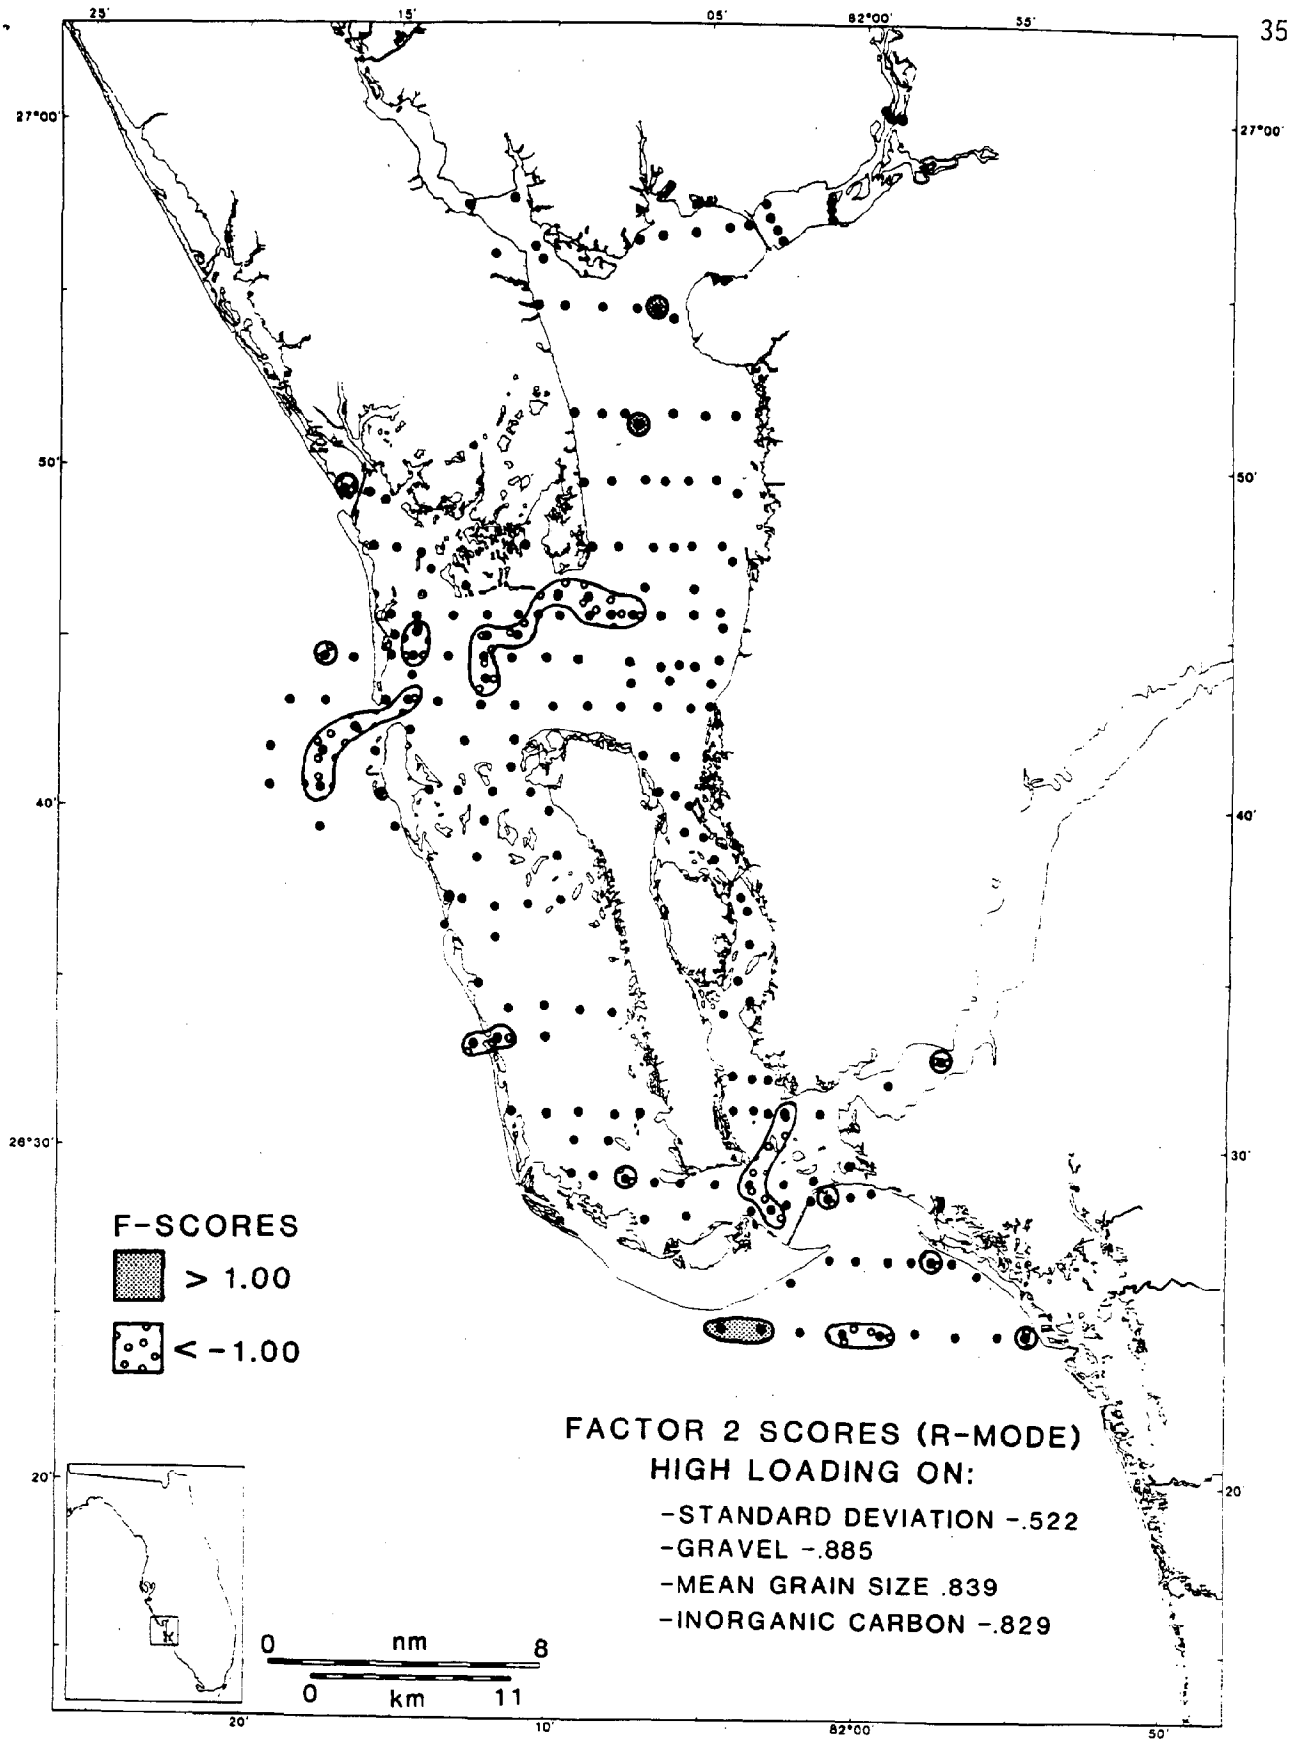 25'
15'
05'
82°00'
55'
35
27°00'
27°00'
50'
50'
40'
40'
26°30'
30'
F-SCORES
> 1.00
< -1.00
FACTOR 2 SCORES (R-MODE)
HIGH LOADING ON:
-STANDARD DEVIATION -.522
-GRAVEL -.885
-MEAN GRAIN SIZE .839
-INORGANIC CARBON -.829
20'
20'
0 nm 8
0 km 11
20'
10'
82°00'
50'